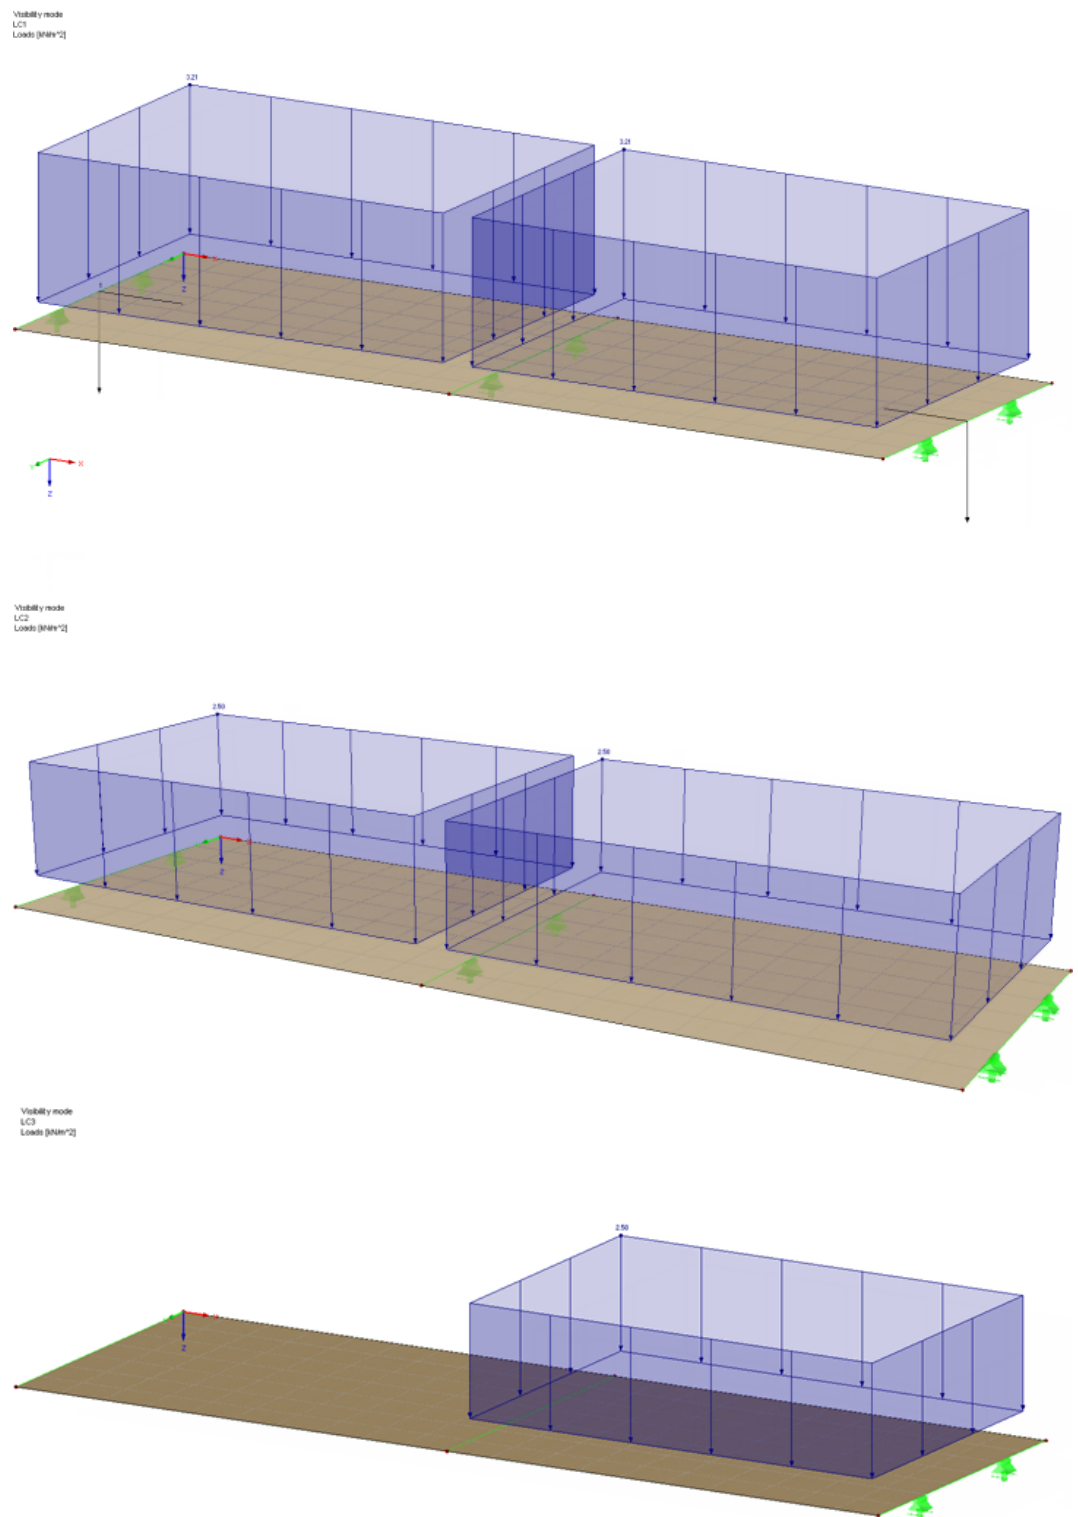 Visibility mode
LC1
Loads [kN/m^2]
3.21
3.21
Z
1
Y
X
Z
Visibility mode
LC2
Loads [kN/m^2]
2.50
2.50
Z
Visibility mode
LC3
Loads [kN/m^2]
2.50
Z